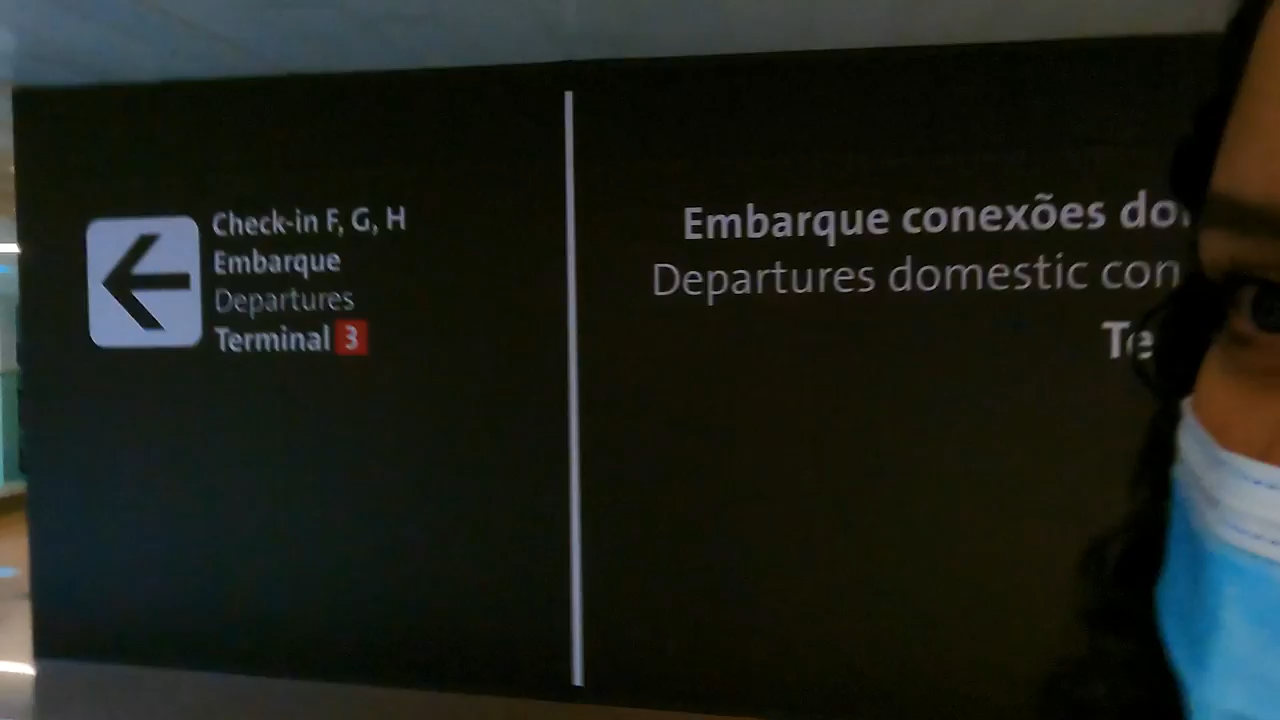 Check-in F, G, H
Embarque
Departures
Terminal 3
Embarque conexões
Departures domestic